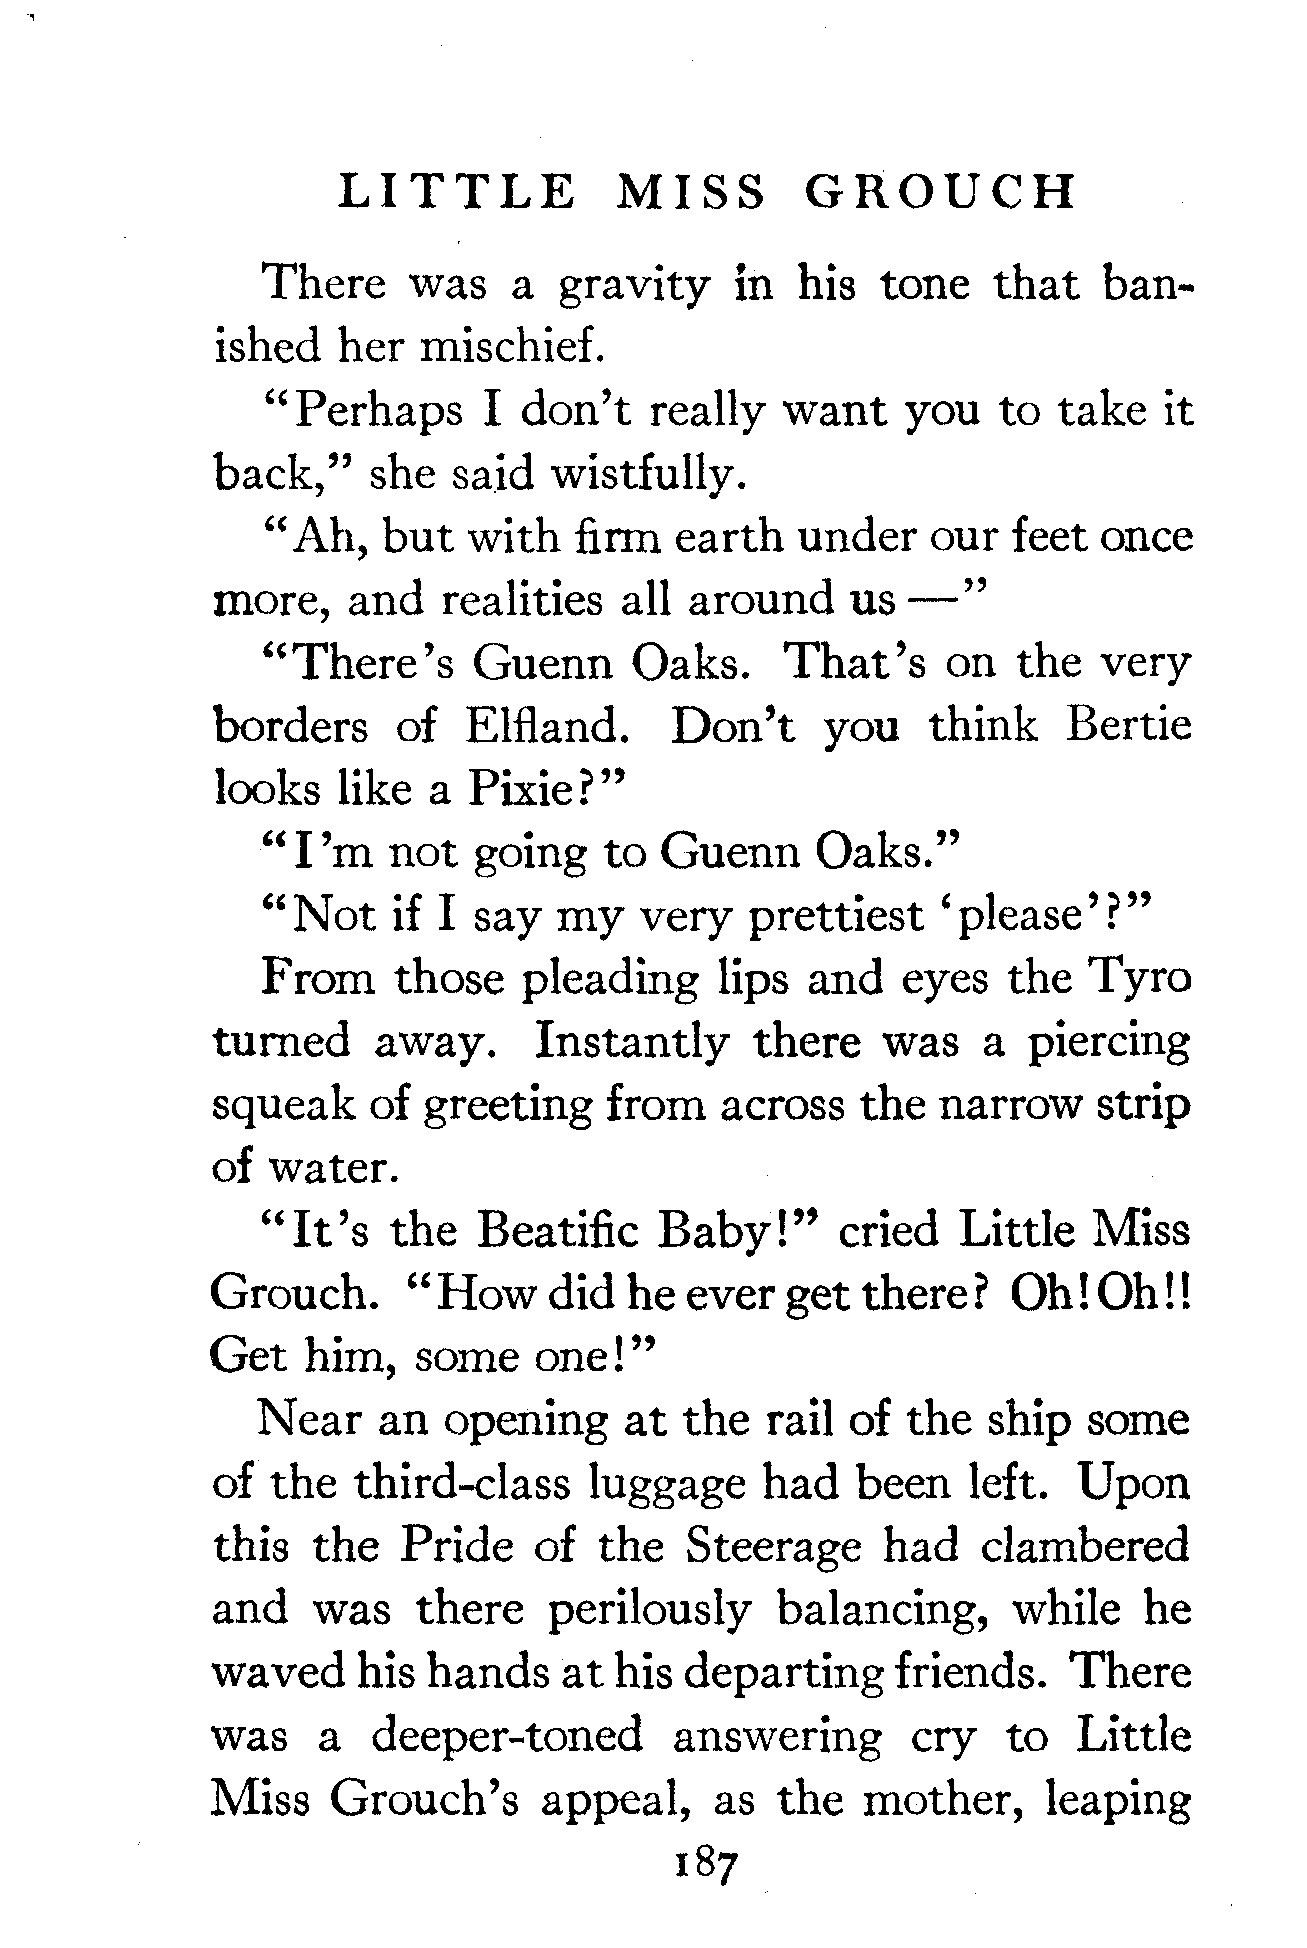 LITTLE MISS GROUCH
There was a gravity in his tone that ban-
ished her mischief.
“Perhaps I don’t really want you to take it
back,” she said wistfully.
“Ah, but with firm earth under our feet once
more, and realities all around us —”
“There’s Guenn Oaks. That’s on the very
borders of Elfland. Don’t you think Bertie
looks like a Pixie?”
“I’m not going to Guenn Oaks.”
“Not if I say my very prettiest ‘please’?”
From those pleading lips and eyes the Tyro
turned away. Instantly there was a piercing
squeak of greeting from across the narrow strip
of water.
“It’s the Beatific Baby!” cried Little Miss
Grouch. “How did he ever get there? Oh! Oh!!
Get him, some one!”
Near an opening at the rail of the ship some
of the third-class luggage had been left. Upon
this the Pride of the Steerage had clambered
and was there perilously balancing, while he
waved his hands at his departing friends. There
was a deeper-toned answering cry to Little
Miss Grouch’s appeal, as the mother, leaping
187